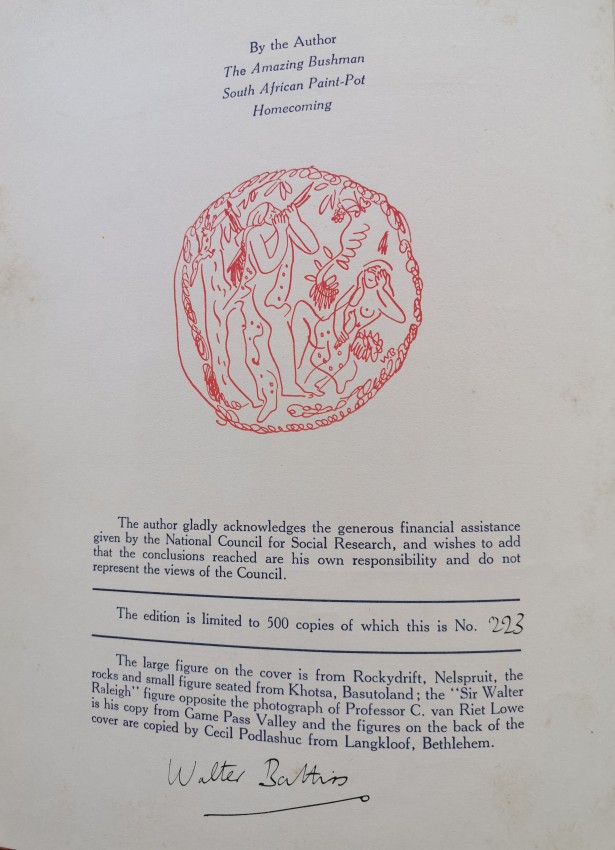 By the Author
The Amazing Bushman
South African Paint-Pot
Homecoming
WB
The author gladly acknowledges the generous financial assistance
given by the National Council for Social Research, and wishes to add
that the conclusions reached are his own responsibility and do not
represent the views of the Council.
The edition is limited to 500 copies of which this is No. 223
The large figure on the cover is from Rockydrift, Nelspruit, the
rocks and small figure seated from Khotsa, Basutoland; the "Sir Walter
Raleigh" figure opposite the photograph of Professor C. van Riet Lowe
is his copy from Game Pass Valley and the figures on the back of the
cover are copied by Cecil Podlashuc from Langkloof, Bethlehem.
Walter Battiss